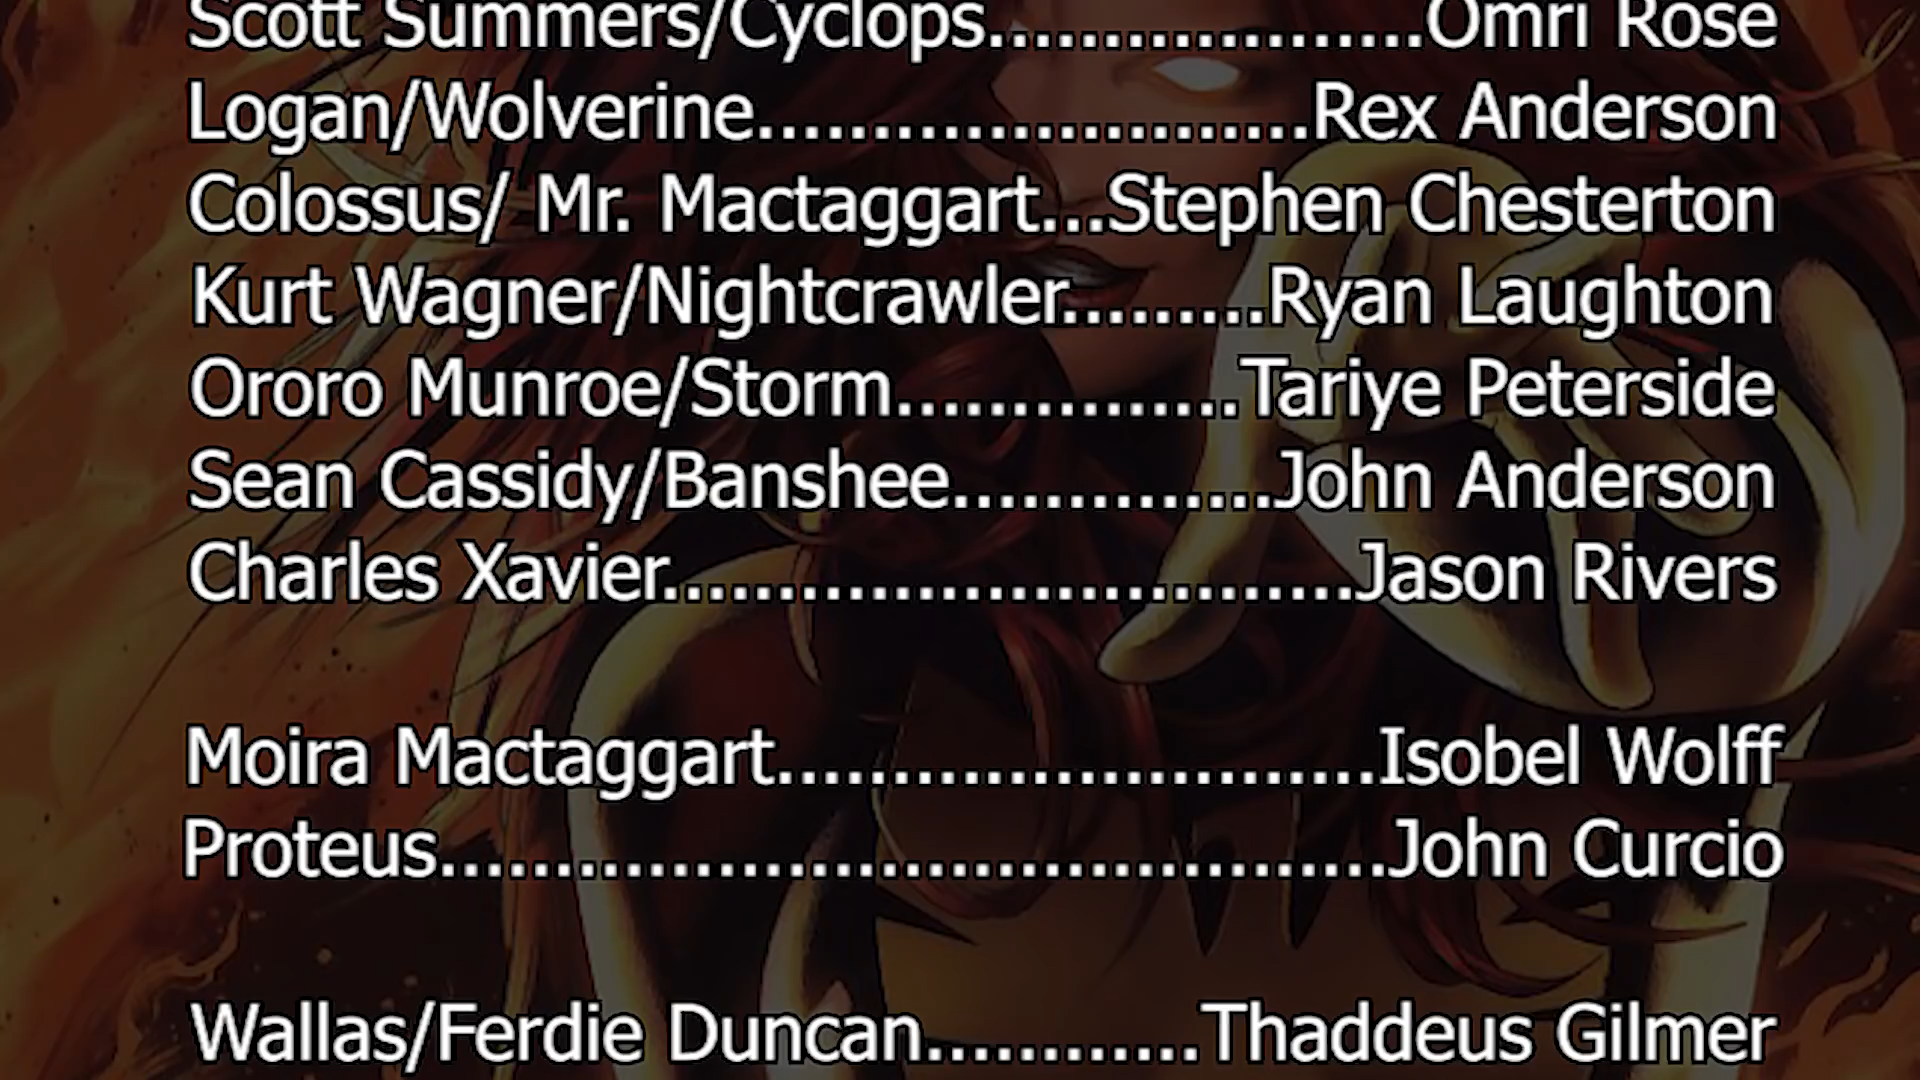 Scott Summers/Cyclops...................Omri Rose
Logan/Wolverine........................Rex Anderson
Colossus/ Mr. Mactaggart...Stephen Chesterton
Kurt Wagner/Nightcrawler.........Ryan Laughton
Ororo Munroe/Storm...............Tariye Peterside
Sean Cassidy/Banshee..............John Anderson
Charles Xavier..............................Jason Rivers
Moira Mactaggart..........................Isobel Wolff
Proteus.........................................John Curcio
Wallas/Ferdie Duncan............Thaddeus Gilmer